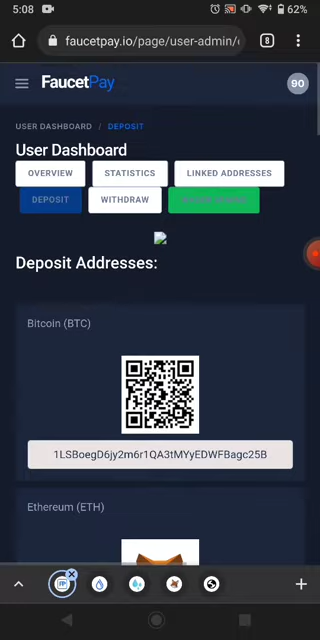 5:08
62%
faucetpay.io/page/user-admin/
8
FaucetPay
90
USER DASHBOARD / DEPOSIT
User Dashboard
OVERVIEW
STATISTICS
LINKED ADDRESSES
DEPOSIT
WITHDRAW
Deposit Addresses:
Bitcoin (BTC)
1LSBoegD6jy2m6r1QA3tMYyEDWFBagc25B
Ethereum (ETH)
FP